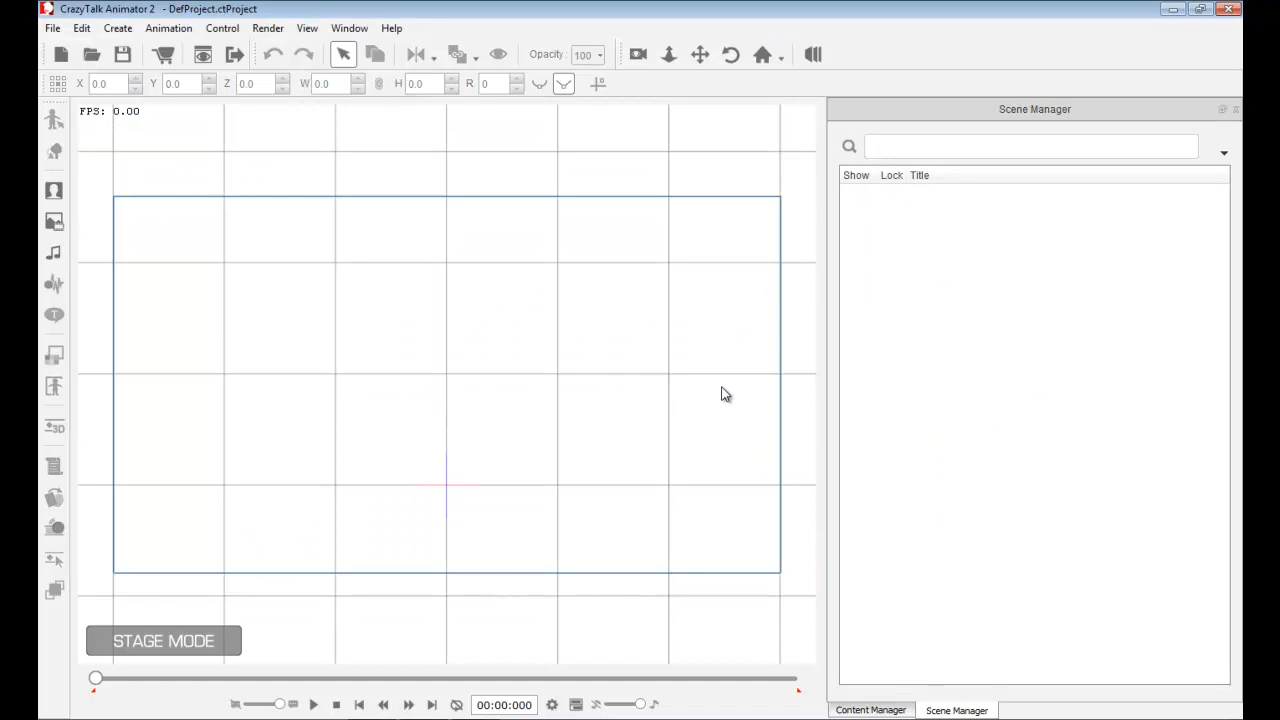 CrazyTalk Animator 2 - DefProject.ctProject
File Edit Create Animation Control Render View Window Help
Opacity: 100
X 0.0 Y 0.0 Z 0.0 W 0.0 H 0.0 R 0
FPS: 0.00
Scene Manager
Show Lock Title
T
3D
STAGE MODE
00:00:000
Content Manager Scene Manager